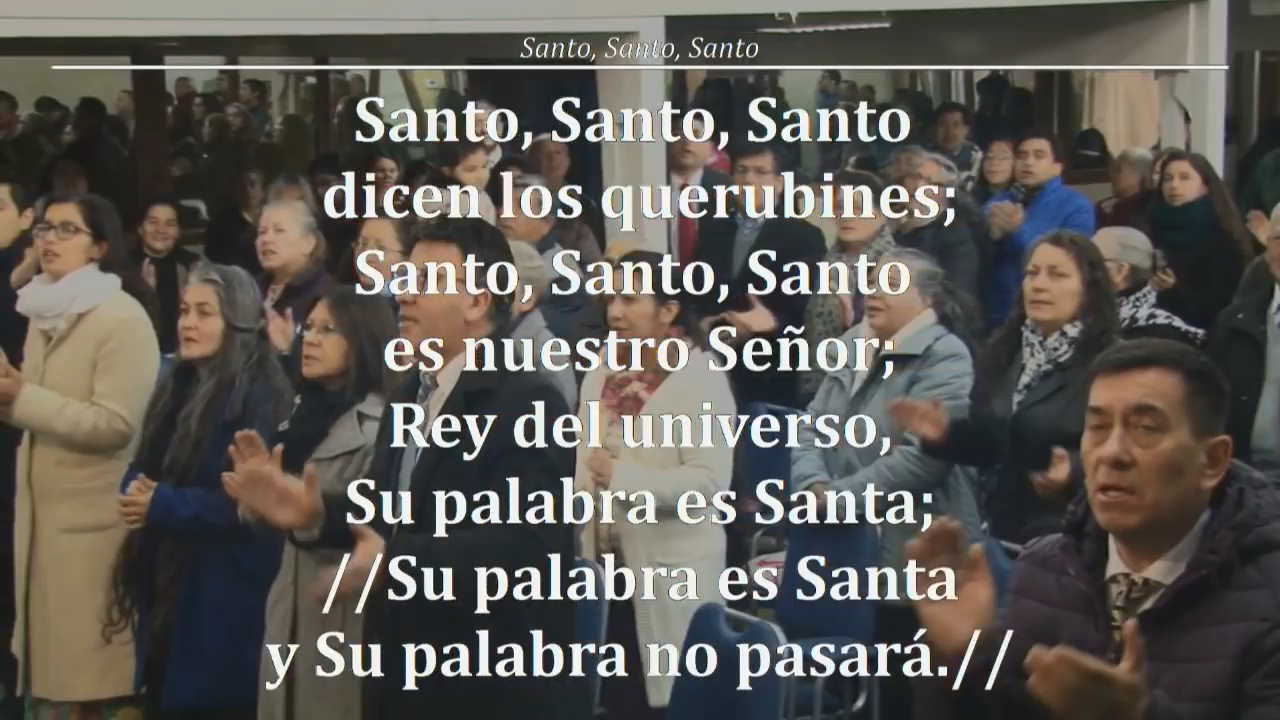 Santo, Santo, Santo
Santo, Santo, Santo
dicen los querubines;
Santo, Santo, Santo
es nuestro Señor;
Rey del universo,
Su palabra es Santa;
//Su palabra es Santa
y Su palabra no pasará.//